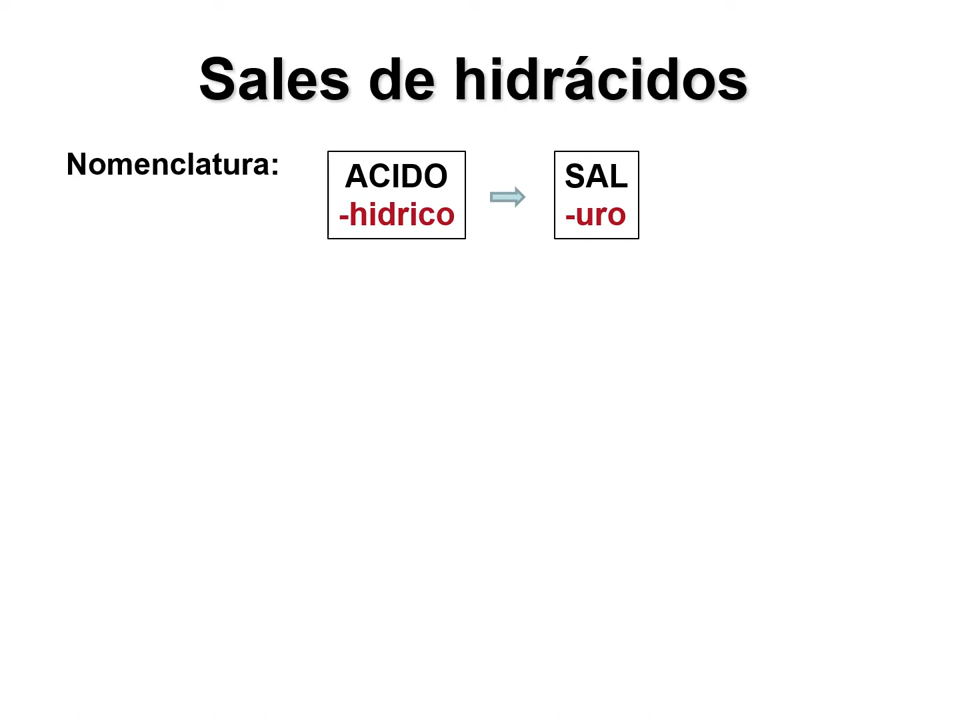 Sales de hidrácidos
Nomenclatura:
ACIDO
-hidrico
SAL
-uro